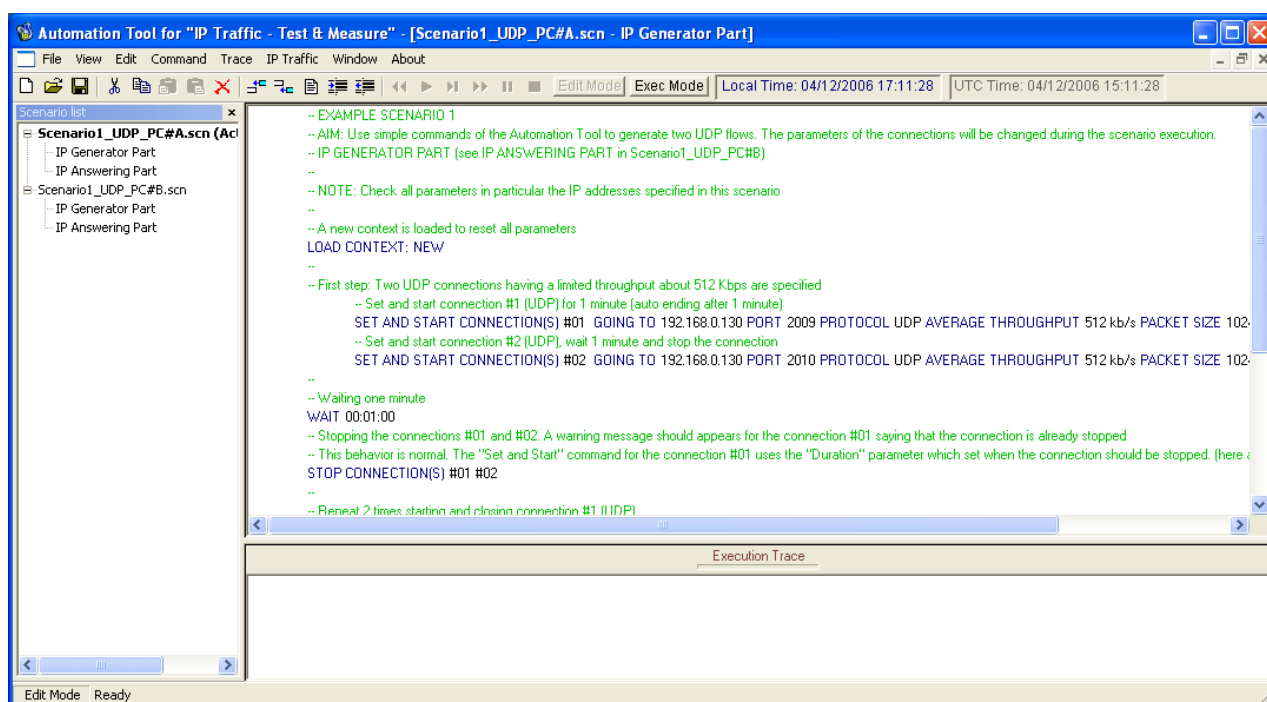 Automation Tool for "IP Traffic - Test & Measure" - [Scenario1_UDP_PC#A.scn - IP Generator Part]
File View Edit Command Trace IP Traffic Window About
Edit Mode Exec Mode Local Time: 04/12/2006 17:11:28 UTC Time: 04/12/2006 15:11:28
Scenario list
Scenario1_UDP_PC#A.scn (Act
IP Generator Part
IP Answering Part
Scenario1_UDP_PC#B.scn
IP Generator Part
IP Answering Part
-- EXAMPLE SCENARIO 1
-- AIM: Use simple commands of the Automation Tool to generate two UDP flows. The parameters of the connections will be changed during the scenario execution.
-- IP GENERATOR PART (see IP ANSWERING PART in Scenario1_UDP_PC#B)
--
-- NOTE: Check all parameters in particular the IP addresses specified in this scenario
--
-- A new context is loaded to reset all parameters
LOAD CONTEXT: NEW
--
-- First step: Two UDP connections having a limited throughput about 512 Kbps are specified
-- Set and start connection #1 (UDP) for 1 minute (auto ending after 1 minute)
SET AND START CONNECTION(S) #01 GOING TO 192.168.0.130 PORT 2009 PROTOCOL UDP AVERAGE THROUGHPUT 512 kb/s PACKET SIZE 102
-- Set and start connection #2 (UDP), wait 1 minute and stop the connection
SET AND START CONNECTION(S) #02 GOING TO 192.168.0.130 PORT 2010 PROTOCOL UDP AVERAGE THROUGHPUT 512 kb/s PACKET SIZE 102
--
-- Waiting one minute
WAIT 00:01:00
-- Stopping the connections #01 and #02. A warning message should appears for the connection #01 saying that the connection is already stopped
-- This behavior is normal. The "Set and Start" command for the connection #01 uses the "Duration" parameter which set when the connection should be stopped. (here
STOP CONNECTION(S) #01 #02
--
-- Repeat 2 times starting and closing connection #1 (UDP)
Execution Trace
Edit Mode Ready